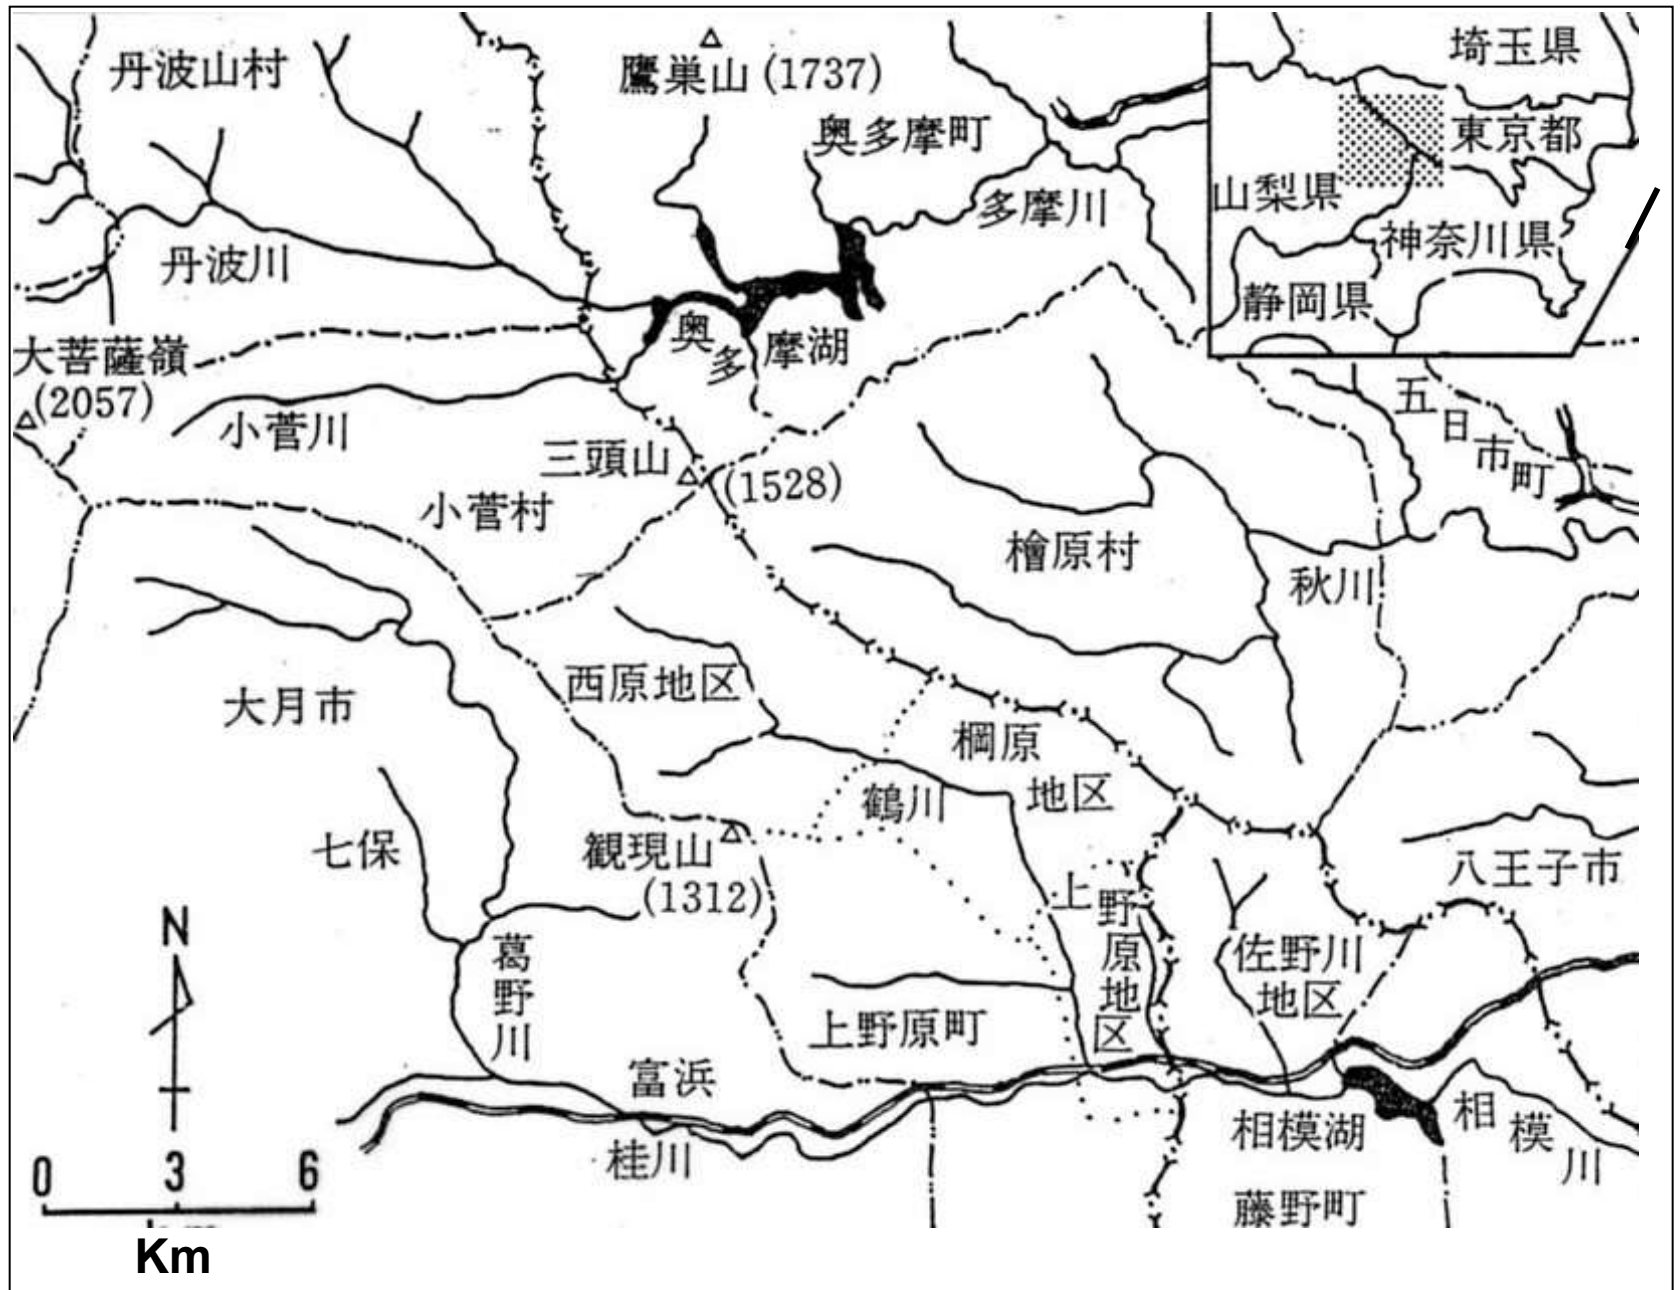 丹波山村
鷹巣山(1737)
奥多摩町
多摩川
埼玉県
東京都
山梨県
神奈川県
静岡県
丹波川
奥多摩湖
大菩薩嶺
(2057)
小菅川
三頭山
(1528)
小菅村
五日市町
檜原村
秋川
大月市
西原地区
棡原
地区
鶴川
七保
観現山
(1312)
上野原地区
八王子市
佐野川
地区
葛野川
上野原町
富浜
桂川
相模湖
相模川
藤野町
N
0 3 6
Km